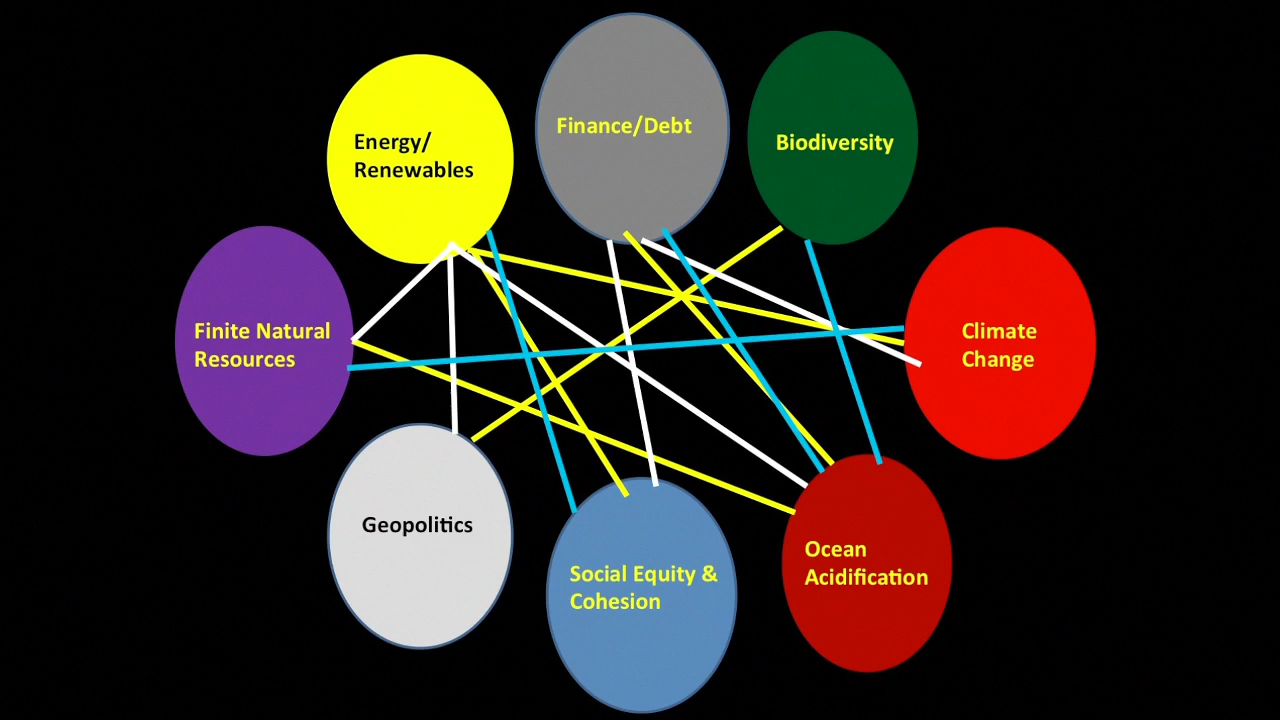 Energy/
Renewables
Finance/Debt
Biodiversity
Finite Natural
Resources
Climate
Change
Geopolitics
Social Equity &
Cohesion
Ocean
Acidification